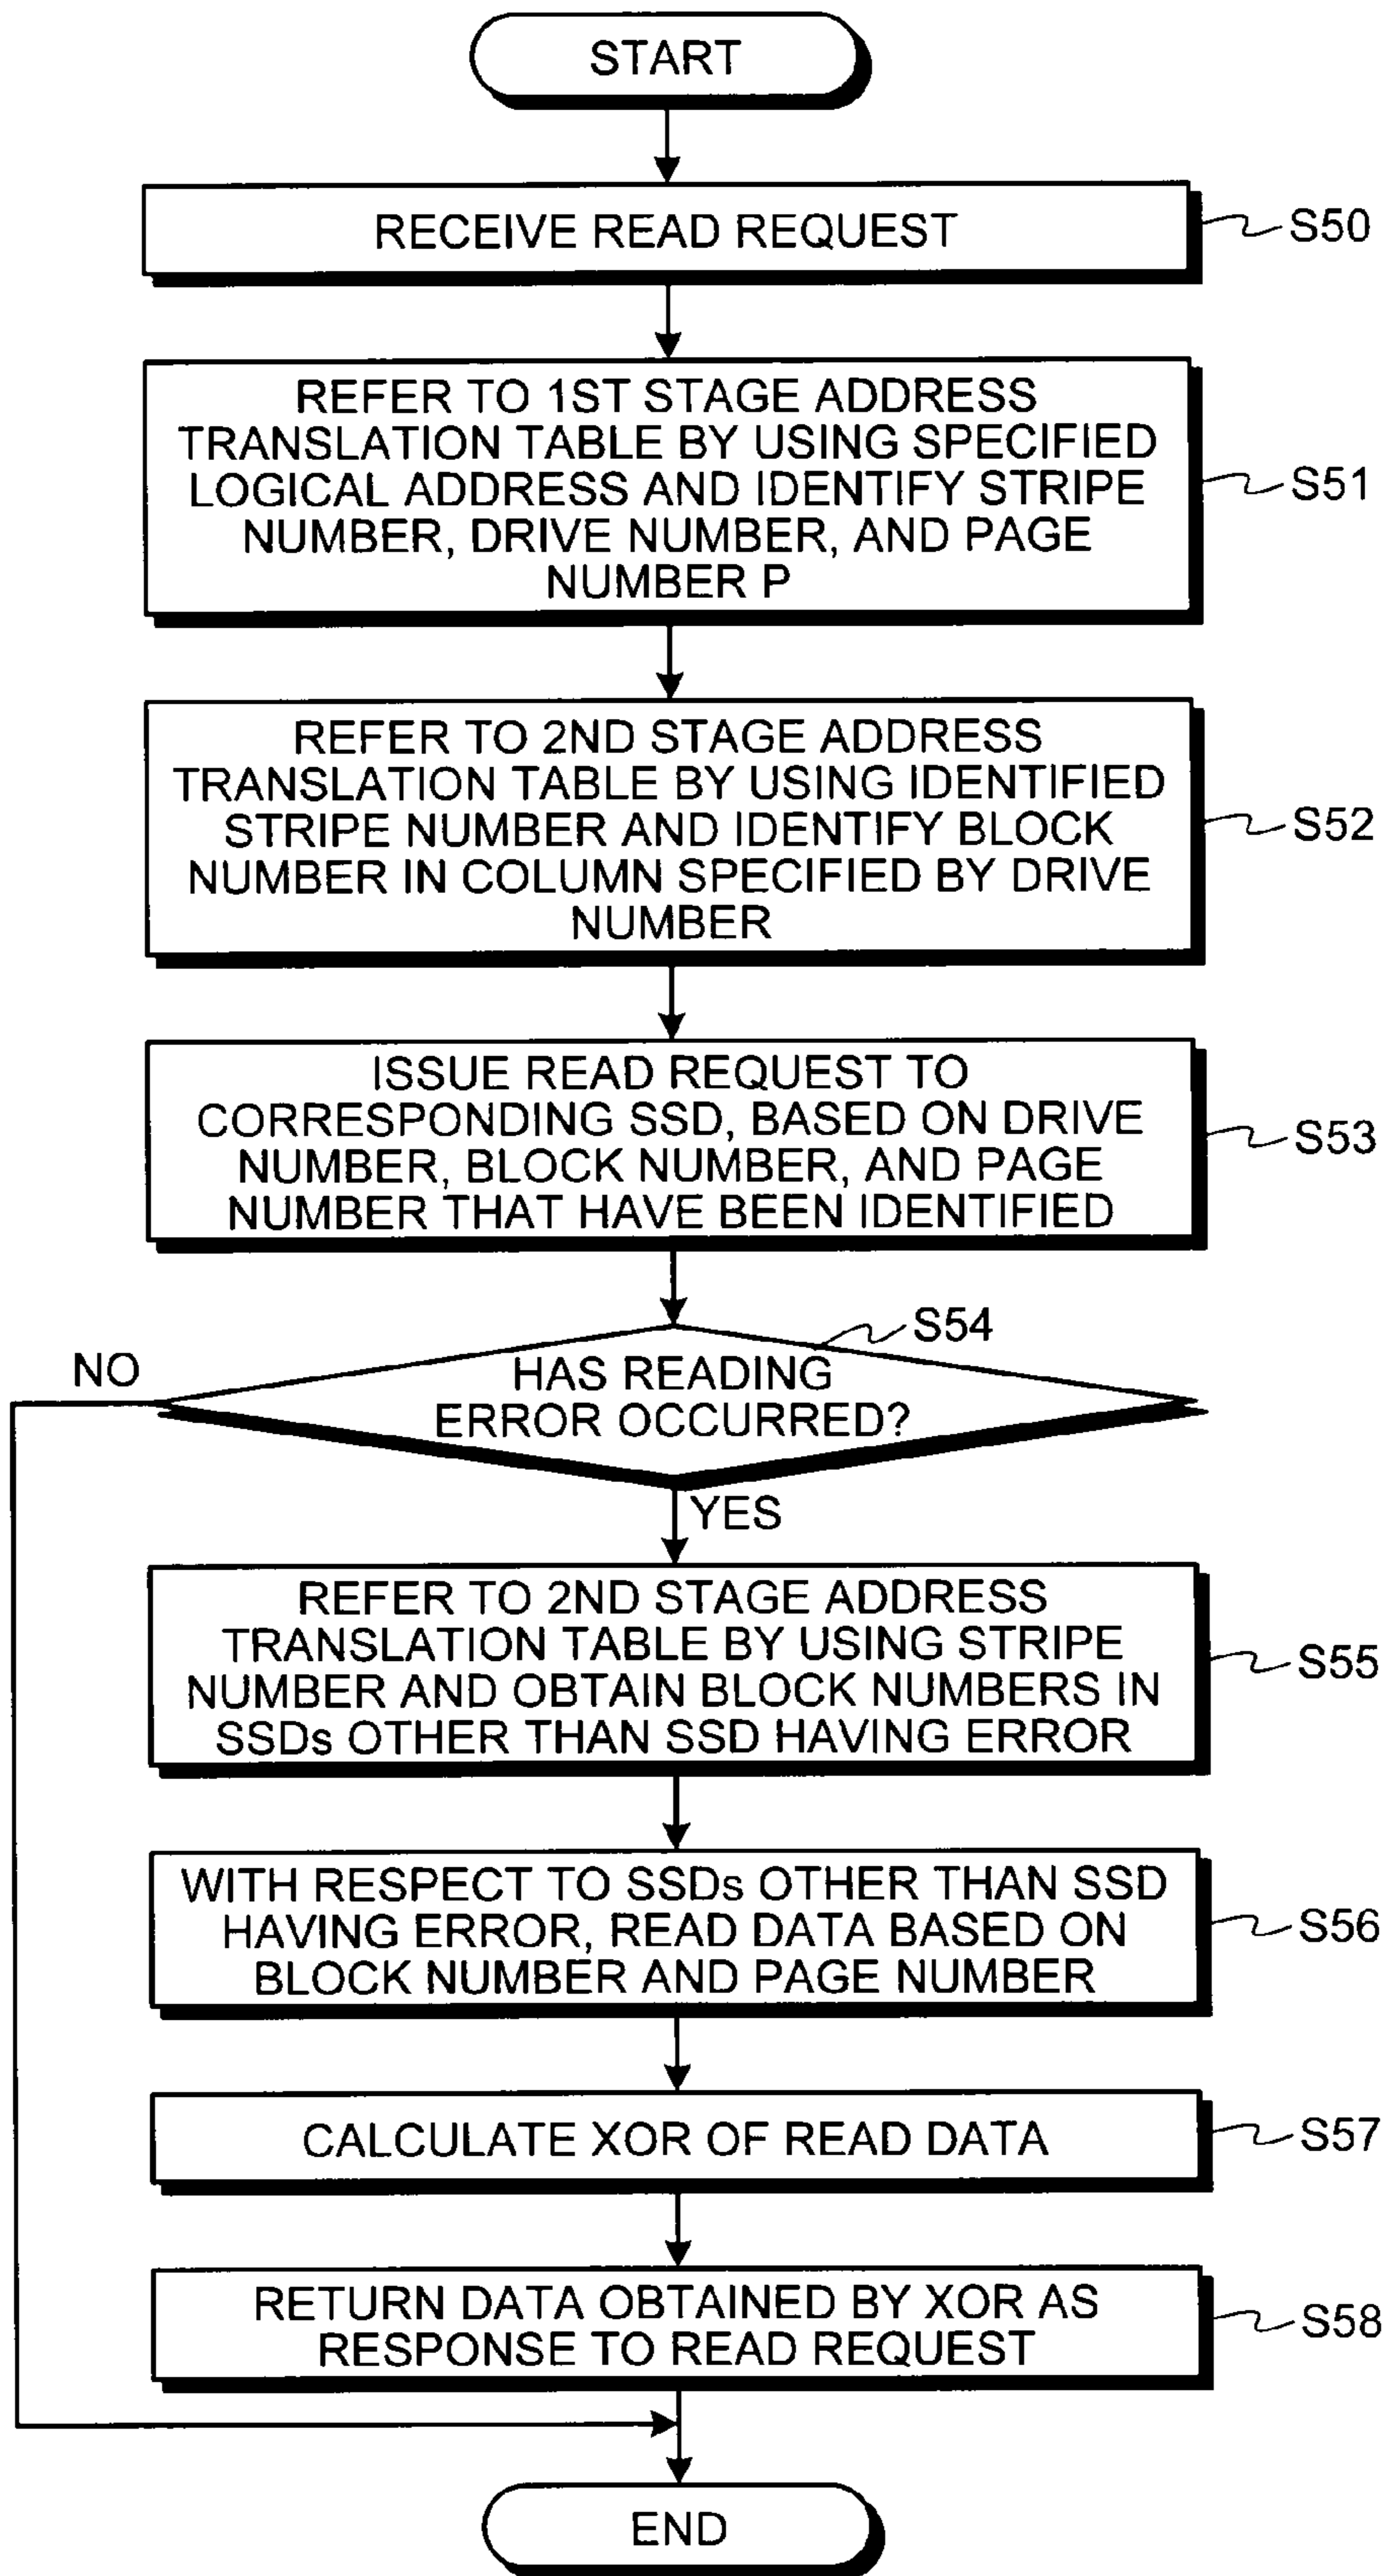 START
RECEIVE READ REQUEST
S50
REFER TO 1ST STAGE ADDRESS
TRANSLATION TABLE BY USING SPECIFIED
LOGICAL ADDRESS AND IDENTIFY STRIPE
NUMBER, DRIVE NUMBER, AND PAGE
NUMBER P
S51
REFER TO 2ND STAGE ADDRESS
TRANSLATION TABLE BY USING IDENTIFIED
STRIPE NUMBER AND IDENTIFY BLOCK
NUMBER IN COLUMN SPECIFIED BY DRIVE
NUMBER
S52
ISSUE READ REQUEST TO
CORRESPONDING SSD, BASED ON DRIVE
NUMBER, BLOCK NUMBER, AND PAGE
NUMBER THAT HAVE BEEN IDENTIFIED
S53
S54
NO
HAS READING
ERROR OCCURRED?
YES
REFER TO 2ND STAGE ADDRESS
TRANSLATION TABLE BY USING STRIPE
NUMBER AND OBTAIN BLOCK NUMBERS IN
SSDs OTHER THAN SSD HAVING ERROR
S55
WITH RESPECT TO SSDs OTHER THAN SSD
HAVING ERROR, READ DATA BASED ON
BLOCK NUMBER AND PAGE NUMBER
S56
CALCULATE XOR OF READ DATA
S57
RETURN DATA OBTAINED BY XOR AS
RESPONSE TO READ REQUEST
S58
END